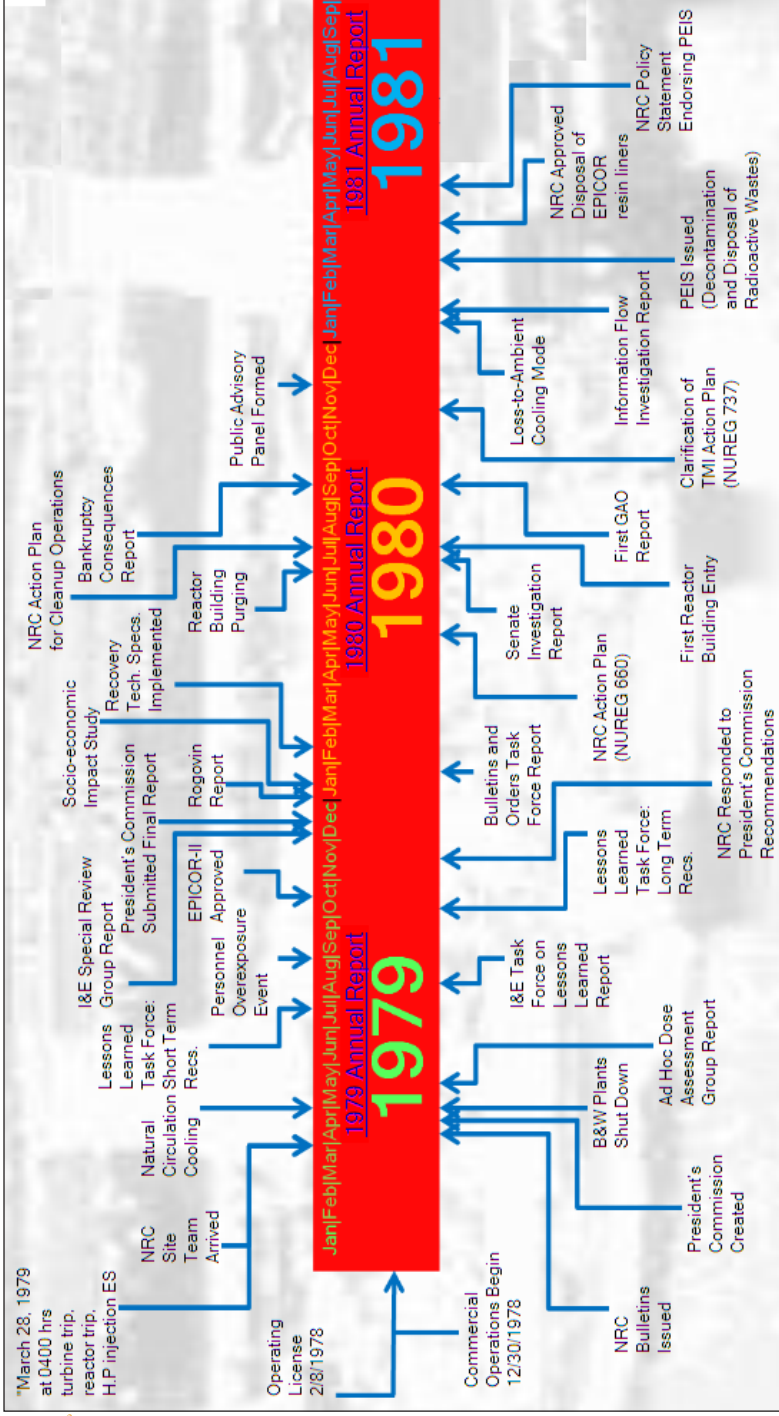 "March 28, 1979
at 0400 hrs
turbine trip,
reactor trip,
H.P injection ES
NRC
Site
Team
Arrived
Natural
Circulation
Cooling
Lessons
Learned
Task Force:
Short Term
Recs.
I&E Special Review
Group Report
Personnel
Overexposure
Event
President's Commission
Submitted Final Report
EPICOR-II
Approved
Socio-economic
Impact Study
Rogovin
Report
Recovery
Tech. Specs.
Implemented
NRC Action Plan
for Cleanup Operations
Reactor
Building
Purging
Bankruptcy
Consequences
Report
Public Advisory
Panel Formed
Jan|Feb|Mar|Apr|May|Jun|Jul|Aug|Sep|Oct|Nov|Dec|Jan|Feb|Mar|Apr|May|Jun|Jul|Aug|Sep|Oct|Nov|Dec|Jan|Feb|Mar|Apr|May|Jun|Jul|Aug|Sep|
1979 Annual Report
1980 Annual Report
1981 Annual Report
1979
1980
1981
Operating
License
2/8/1978
Commercial
Operations Begin
12/30/1978
NRC
Bulletins
Issued
President's
Commission
Created
B&W Plants
Shut Down
Ad Hoc Dose
Assessment
Group Report
I&E Task
Force on
Lessons
Learned
Report
Lessons
Learned
Task Force:
Long Term
Recs.
NRC Responded to
President's Commission
Recommendations
Bulletins and
Orders Task
Force Report
NRC Action Plan
(NUREG 660)
Senate
Investigation
Report
First Reactor
Building Entry
First GAO
Report
Clarification of
TMI Action Plan
(NUREG 737)
Loss-to-Ambient
Cooling Mode
Information Flow
Investigation Report
PEIS Issued
(Decontamination
and Disposal of
Radioactive Wastes)
NRC Approved
Disposal of
EPICOR
resin liners
NRC Policy
Statement
Endorsing PEIS